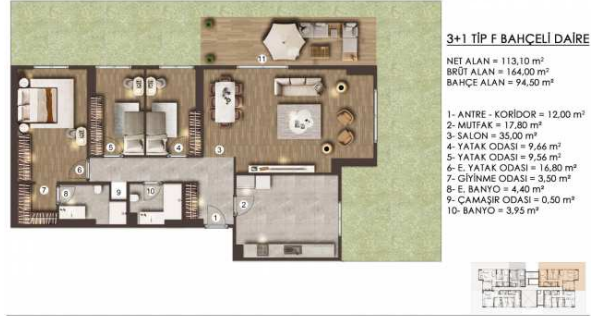 3+1 TİP F BAHÇELİ DAİRE
NET ALAN = 113,10 m²
BRÜT ALAN = 164,00 m²
BAHÇE ALAN = 94,50 m²
1- ANTRE - KORİDOR = 12,00 m²
2- MUTFAK = 17,80 m²
3- SALON = 35,00 m²
4- YATAK ODASI = 9,66 m²
5- YATAK ODASI = 9,56 m²
6- E. YATAK ODASI = 16,80 m²
7- GİYİNME ODASI = 3,50 m²
8- E. BANYO = 4,40 m²
9- ÇAMAŞIR ODASI = 0,50 m²
10- BANYO = 3,95 m²
11
5
4
3
6
7
8
9
10
2
1